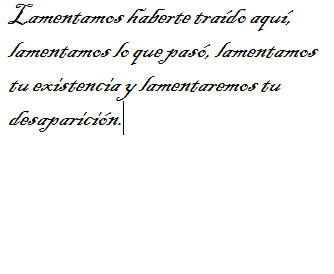 Lamentamos haberte traído aquí,
lamentamos lo que pasó, lamentamos
tu existencia y lamentaremos tu
desaparición.